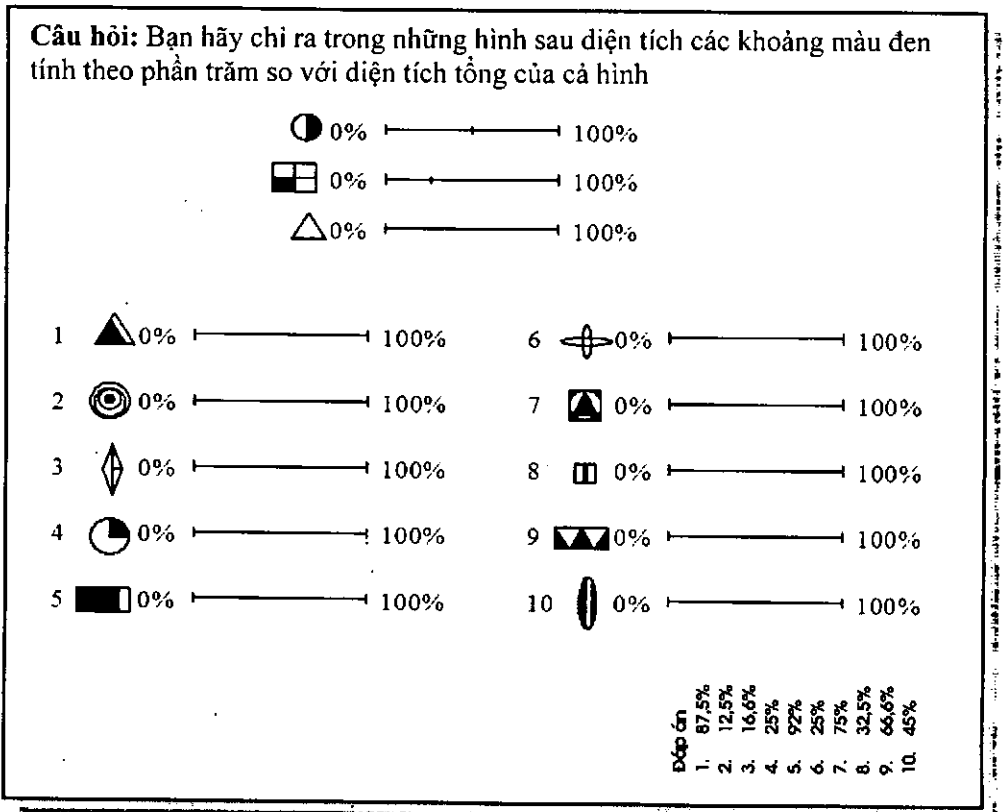 Câu hỏi: Bạn hãy chỉ ra trong những hình sau diện tích các khoảng màu đen
tính theo phần trăm so với diện tích tổng của cả hình
0% 100%
0% 100%
0% 100%
1 0% 100%
2 0% 100%
3 0% 100%
4 0% 100%
5 0% 100%
6 0% 100%
7 0% 100%
8 0% 100%
9 0% 100%
10 0% 100%
Đáp án
1. 87,5%
2. 12,5%
3. 16,6%
4. 25%
5. 92%
6. 25%
7. 75%
8. 32,5%
9. 66,6%
10. 45%